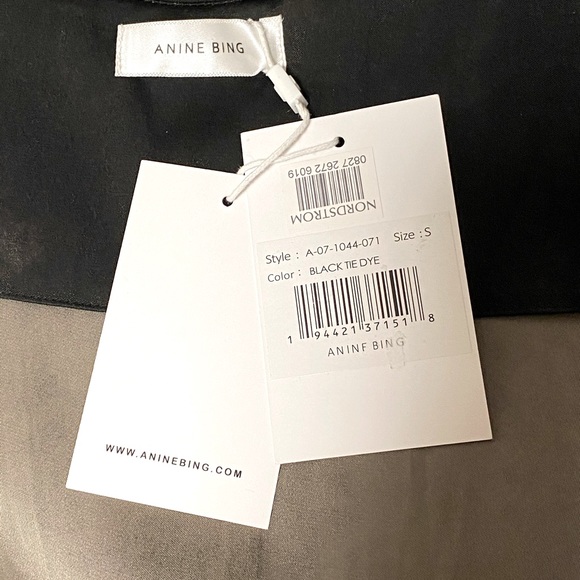 ANINE BING
0827 2672 6019
NORDSTROM
Style : A-07-1044-071 Size : S
Color : BLACK TIE DYE
1 94421 37151 8
ANINE BING
WWW.ANINEBING.COM